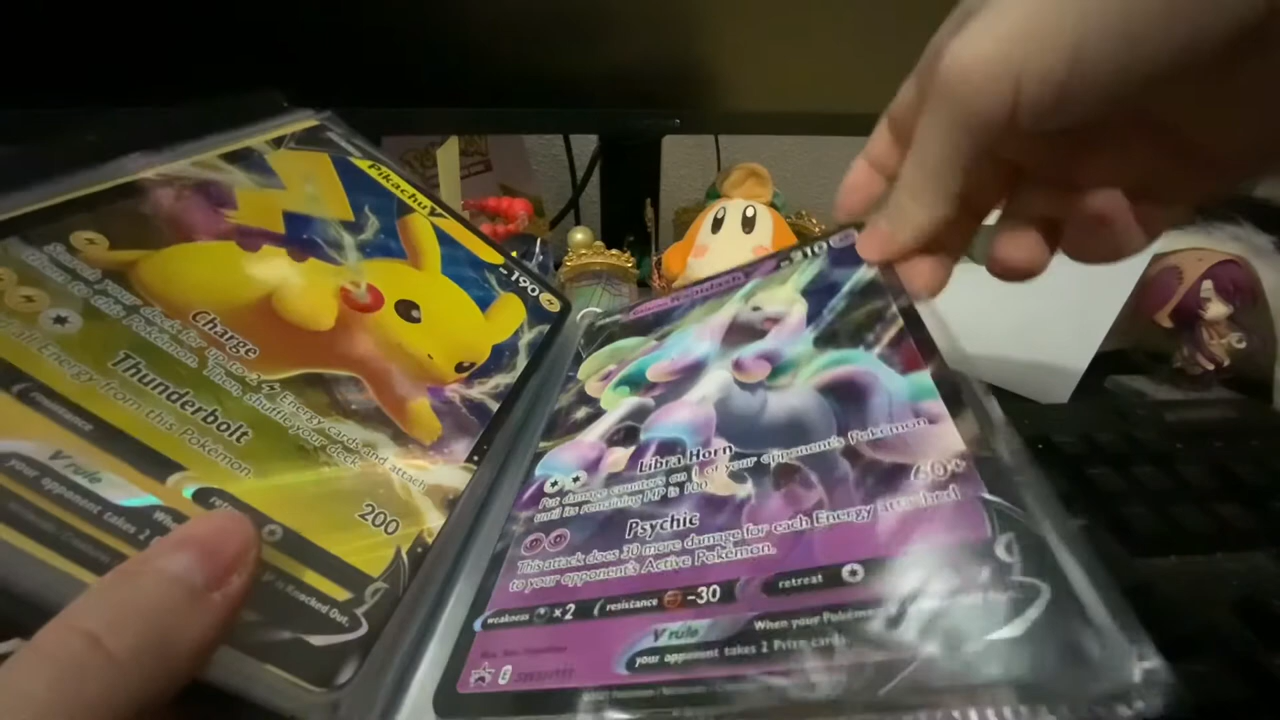 Pikachu V
190
Charge
Search your deck for up to 2 Energy cards and attach
them to this Pokémon. Then, shuffle your deck.
Thunderbolt
200
all Energy from this Pokémon.
resistance
retreat
V rule
your opponent takes 2
Knocked Out,
Galarian Rapidash
210
Libra Horn
Put damage counters on 1 of your opponent's Pokémon
until its remaining HP is 100.
Psychic
60+
This attack does 30 more damage for each Energy attached
to your opponent's Active Pokémon.
weakness ×2 resistance -30 retreat
V rule When your Pokémon
your opponent takes 2 Prize cards.